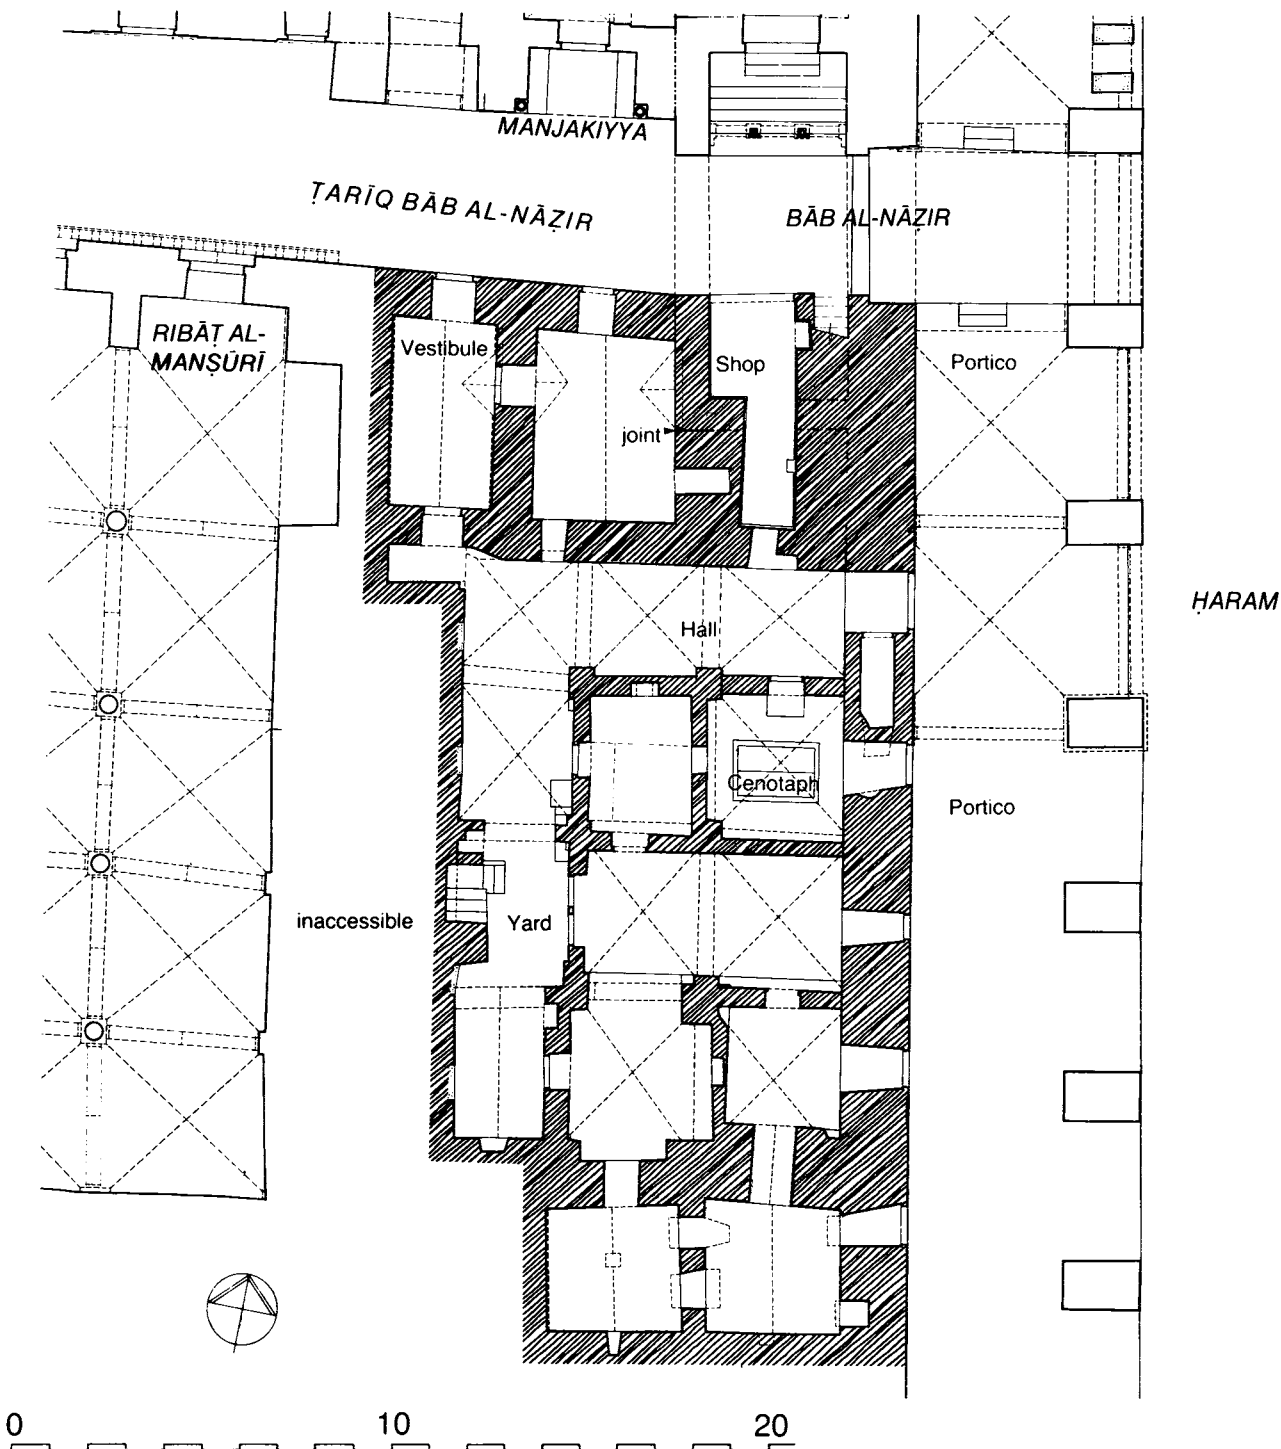 MANJAKIYYA
ṬARĪQ BĀB AL-NĀẒIR
BĀB AL-NĀẒIR
RIBĀṬ AL-
MANṢŪRĪ
Vestibule
Shop
Portico
joint
ḤARAM
Hall
Cenotaph
Portico
inaccessible
Yard
0 10 20